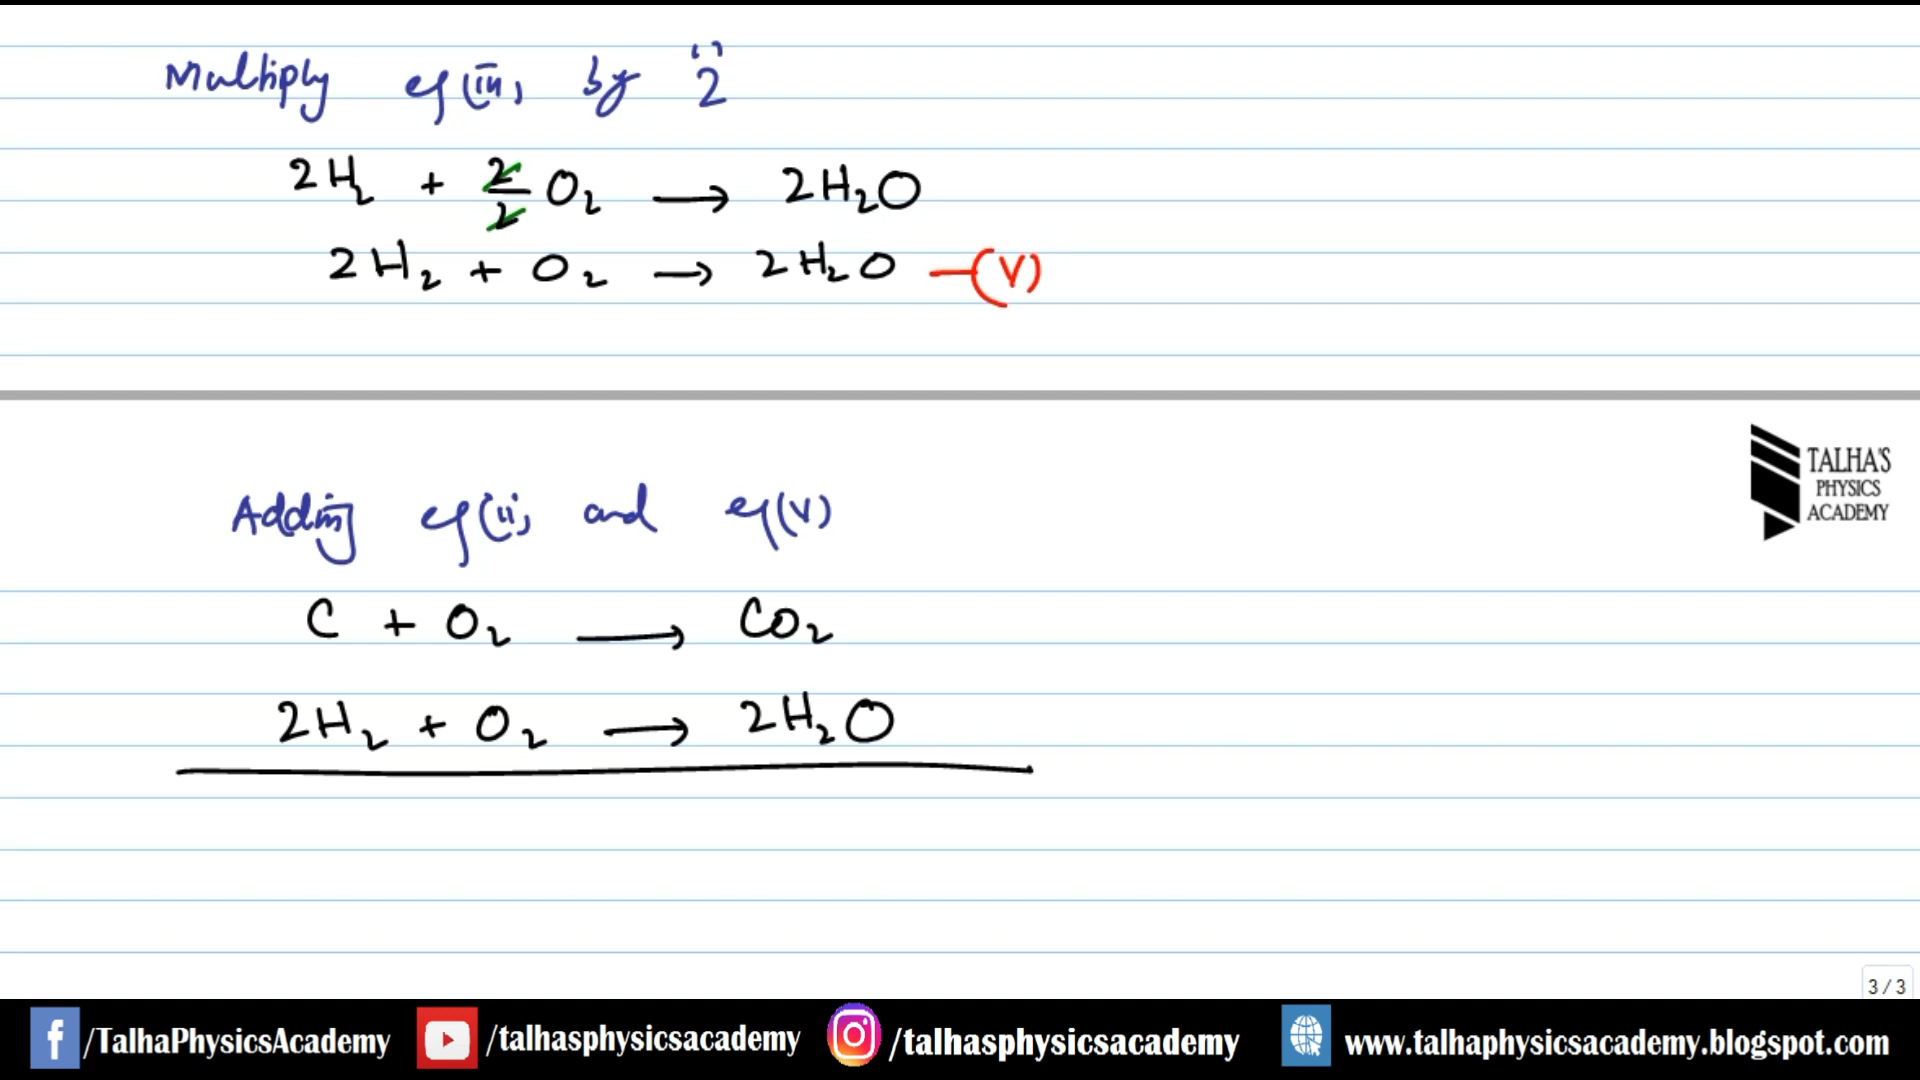 Multiply eq(iii) by "2"
2H₂ + 2/2 O₂ ⟶ 2H₂O
2H₂ + O₂ → 2H₂O —(V)
TALHA'S
PHYSICS
ACADEMY
Adding eq(ii) and eq(V)
C + O₂ ⟶ CO₂
2H₂ + O₂ ⟶ 2H₂O
3 / 3
/TalhaPhysicsAcademy /talhasphysicsacademy /talhasphysicsacademy www.talhaphysicsacademy.blogspot.com